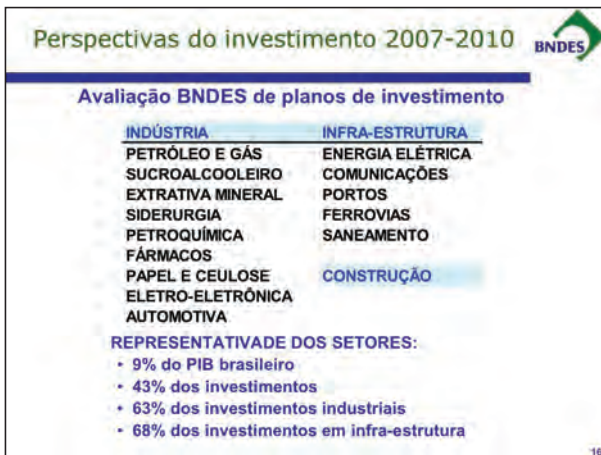 Perspectivas do investimento 2007-2010
BNDES
Avaliação BNDES de planos de investimento
INDÚSTRIA INFRA-ESTRUTURA
PETRÓLEO E GÁS ENERGIA ELÉTRICA
SUCROALCOOLEIRO COMUNICAÇÕES
EXTRATIVA MINERAL PORTOS
SIDERURGIA FERROVIAS
PETROQUÍMICA SANEAMENTO
FÁRMACOS
PAPEL E CEULOSE CONSTRUÇÃO
ELETRO-ELETRÔNICA
AUTOMOTIVA
REPRESENTATIVADE DOS SETORES:
• 9% do PIB brasileiro
• 43% dos investimentos
• 63% dos investimentos industriais
• 68% dos investimentos em infra-estrutura
16